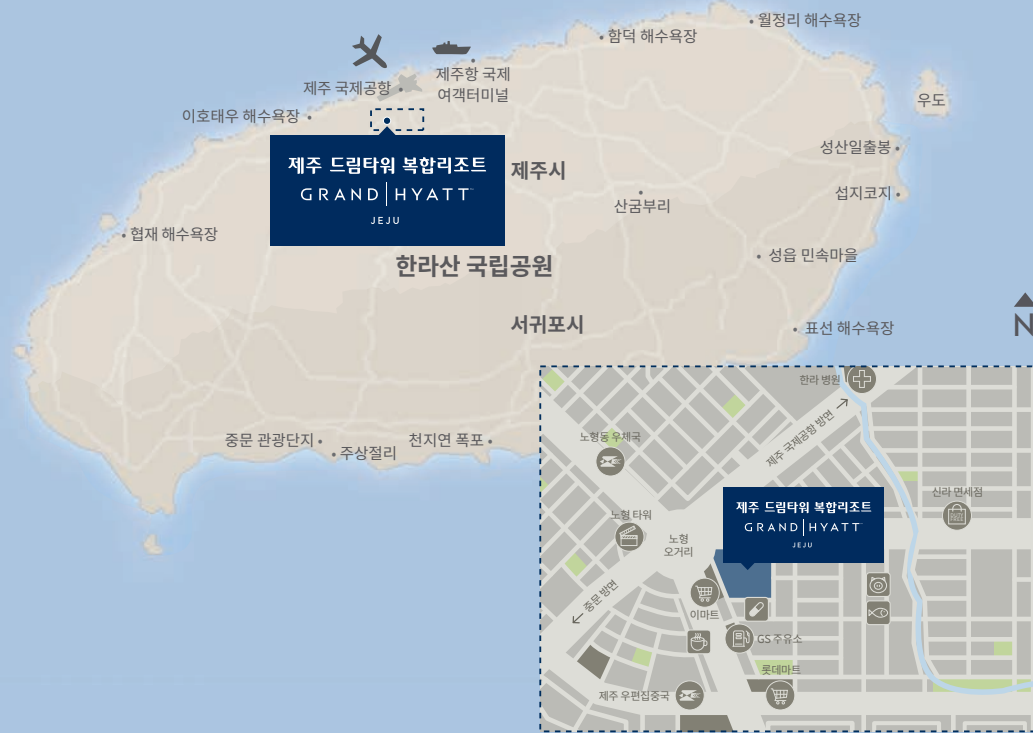 월정리 해수욕장
함덕 해수욕장
제주항 국제
여객터미널
제주 국제공항
우도
이호태우 해수욕장
성산일출봉
제주 드림타워 복합리조트
GRAND HYATT
JEJU
제주시
섭지코지
산굼부리
협재 해수욕장
성읍 민속마을
한라산 국립공원
서귀포시
표선 해수욕장
N
중문 관광단지
주상절리
천지연 폭포
한라 병원
제주 국제공항 방면
노형동 우체국
신라 면세점
제주 드림타워 복합리조트
GRAND HYATT
JEJU
노형 타워
노형
오거리
중문 방면
이마트
GS 주유소
롯데마트
제주 우편집중국